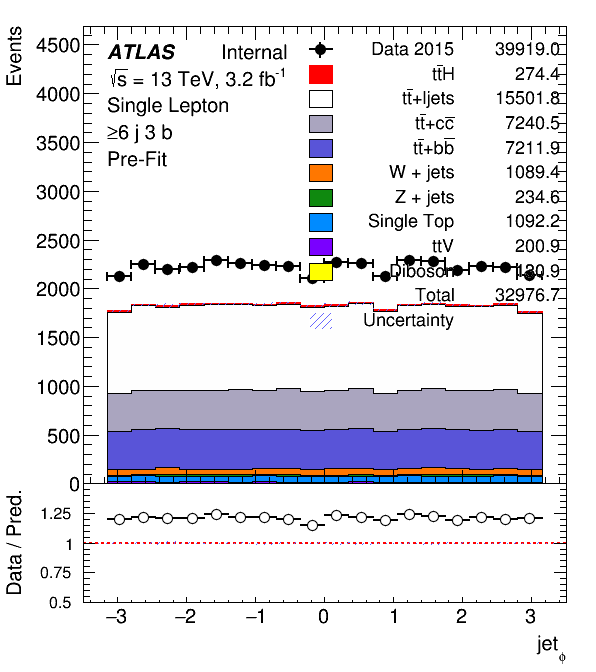 Events
4500
4000
3500
3000
2500
2000
1500
1000
500
0
ATLAS Internal
√s = 13 TeV, 3.2 fb⁻¹
Single Lepton
≥6 j 3 b
Pre-Fit
Data 2015 39919.0
tt̄H 274.4
tt̄+ljets 15501.8
tt̄+cc̄ 7240.5
tt̄+bb̄ 7211.9
W + jets 1089.4
Z + jets 234.6
Single Top 1092.2
ttV 200.9
Diboson 130.9
Total 32976.7
Uncertainty
Data / Pred.
1.25
1
0.75
0.5
−3 −2 −1 0 1 2 3
jet_ϕ